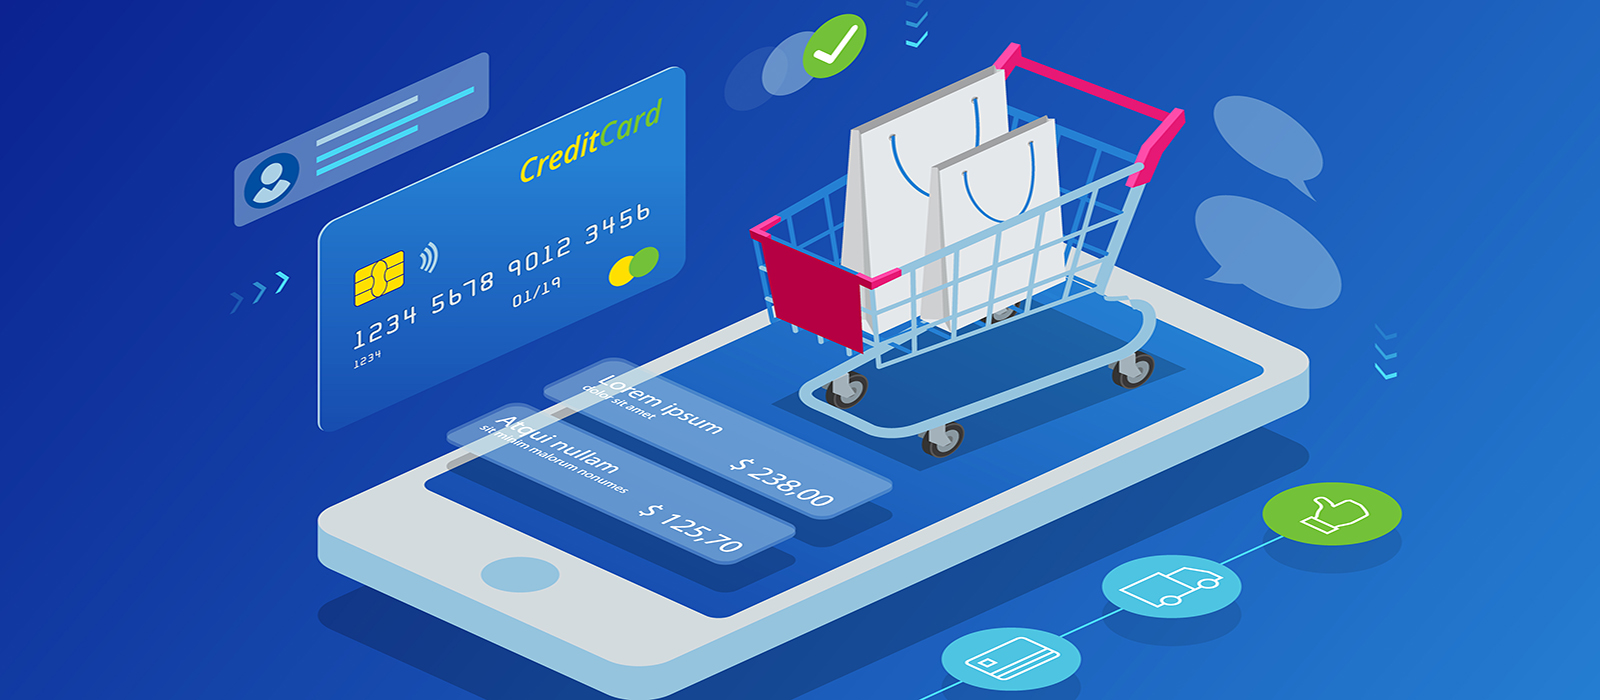 CreditCard
1234 5678 9012 3456
01/19
1234
Lorem ipsum
dolor sit amet
$ 238,00
Atqui nullam
sit minim malorum nonumes
$ 125,70